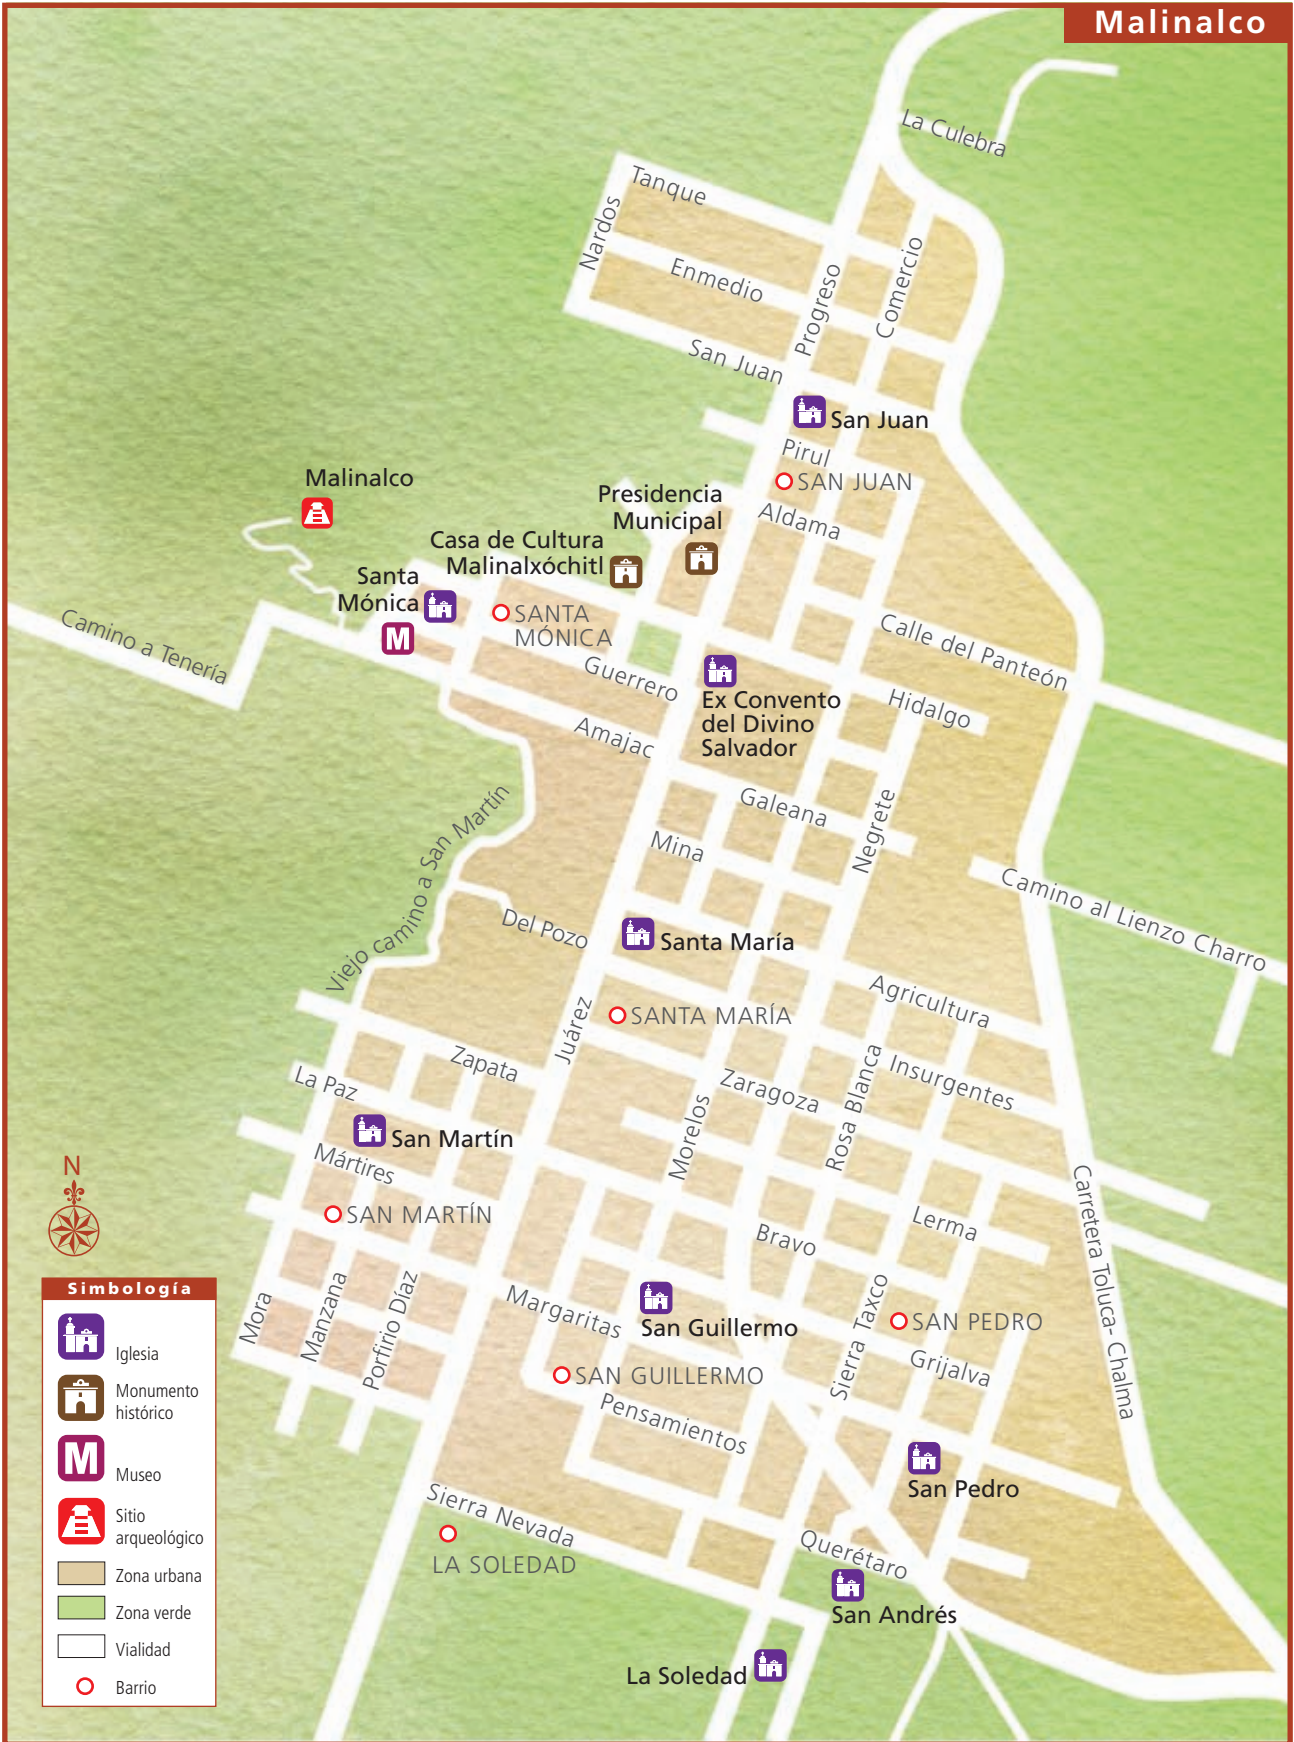 Malinalco
La Culebra
Tanque
Nardos
Enmedio
Comercio
Progreso
San Juan
San Juan
Pirul
SAN JUAN
Malinalco
Presidencia
Municipal
Aldama
Casa de Cultura
Malinalxóchitl
Santa
Mónica
M
SANTA
MÓNICA
Camino a Tenería
Calle del Panteón
Guerrero
Ex Convento
del Divino
Salvador
Hidalgo
Amajac
Galeana
Viejo camino a San Martín
Mina
Negrete
Camino al Lienzo Charro
Del Pozo
Santa María
Agricultura
SANTA MARÍA
Juárez
Zapata
La Paz
Zaragoza
Insurgentes
Rosa Blanca
Morelos
San Martín
Mártires
N
SAN MARTÍN
Lerma
Bravo
Carretera Toluca- Chalma
Mora
Manzana
Porfirio Díaz
Margaritas
San Guillermo
Sierra Taxco
SAN PEDRO
SAN GUILLERMO
Grijalva
Pensamientos
San Pedro
Sierra Nevada
LA SOLEDAD
Querétaro
San Andrés
La Soledad
Simbología
Iglesia
Monumento
histórico
M
Museo
Sitio
arqueológico
Zona urbana
Zona verde
Vialidad
Barrio